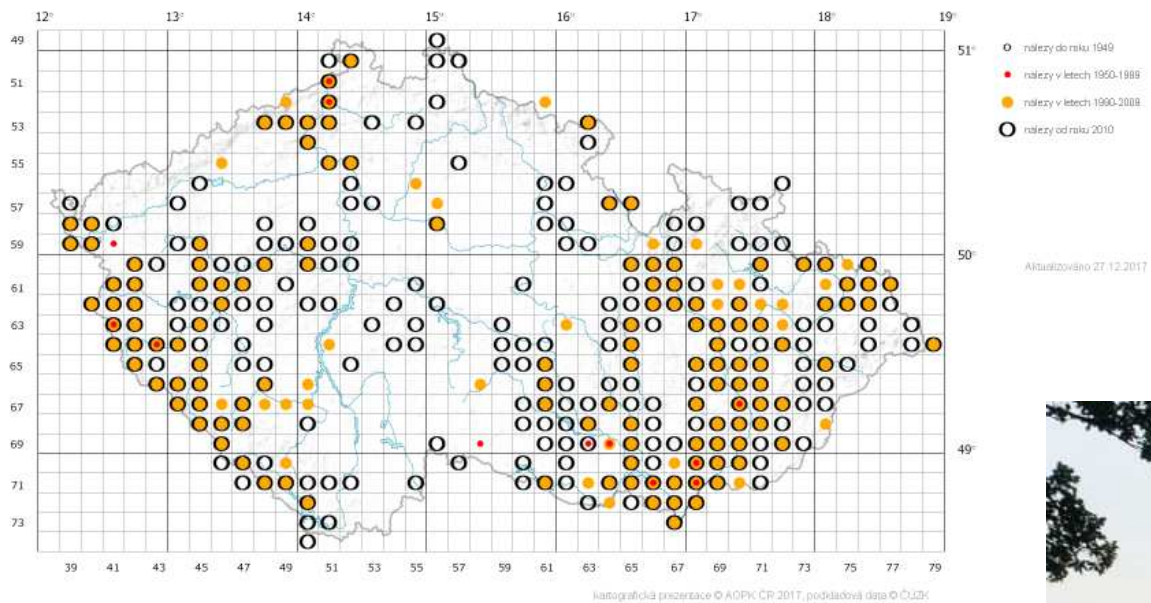 12° 13° 14° 15° 16° 17° 18° 19°
49 51°
51
53
55
57
59 50°
61
63
65
67
69 49°
71
73
39 41 43 45 47 49 51 53 55 57 59 61 63 65 67 69 71 73 75 77 79
nálezy do roku 1949
nálezy v letech 1950-1989
nálezy v letech 1990-2009
nálezy od roku 2010
Aktualizováno 27.12.2017
kartografická prezentace © AOPK ČR 2017, podkladová data © ČÚZK